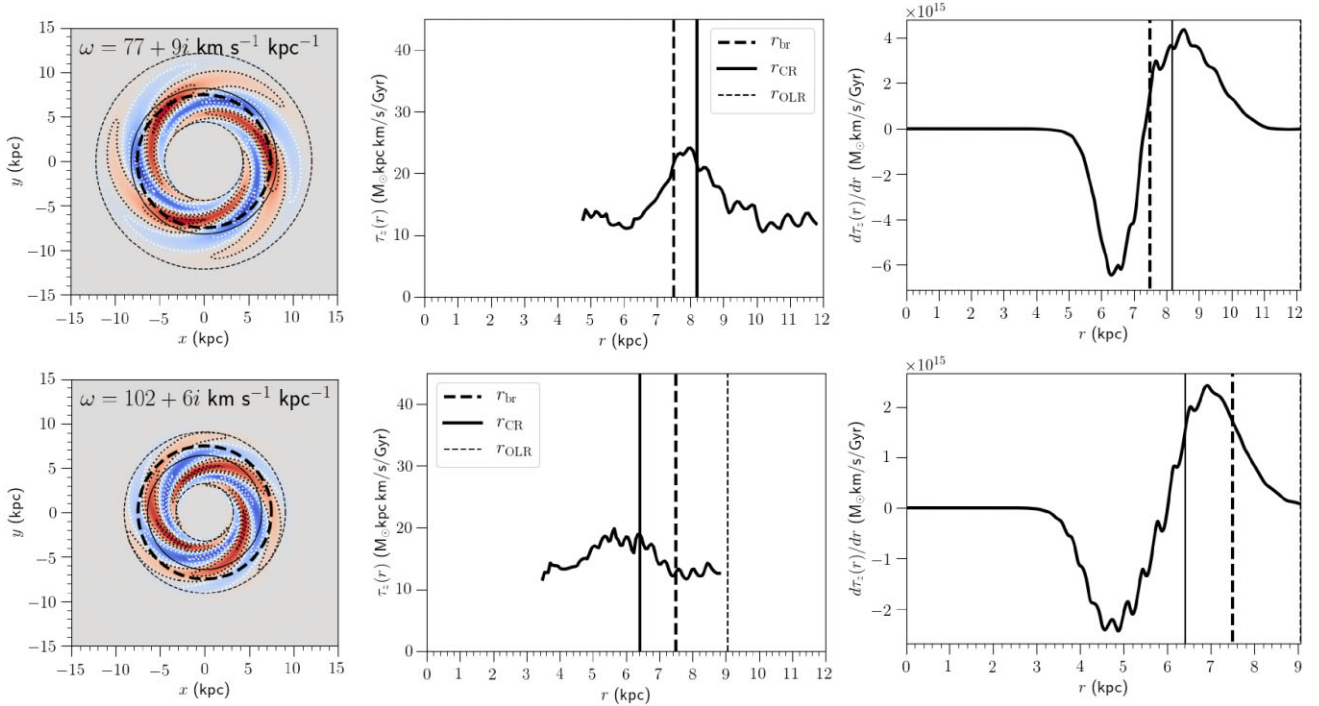 ω = 77 + 9i km s⁻¹ kpc⁻¹
15
10
5
0
−5
−10
−15
y (kpc)
−15 −10 −5 0 5 10 15
x (kpc)
40
30
20
10
0
τz(r) (M⊙kpc km/s/Gyr)
rbr
rCR
rOLR
0 1 2 3 4 5 6 7 8 9 10 11 12
r (kpc)
×10¹⁵
4
2
0
−2
−4
−6
dτz(r)/dr (M⊙km/s/Gyr)
0 1 2 3 4 5 6 7 8 9 10 11 12
r (kpc)
ω = 102 + 6i km s⁻¹ kpc⁻¹
15
10
5
0
−5
−10
−15
y (kpc)
−15 −10 −5 0 5 10 15
x (kpc)
40
30
20
10
0
τz(r) (M⊙kpc km/s/Gyr)
rbr
rCR
rOLR
0 1 2 3 4 5 6 7 8 9 10 11 12
r (kpc)
×10¹⁵
2
1
0
−1
−2
dτz(r)/dr (M⊙km/s/Gyr)
0 1 2 3 4 5 6 7 8 9
r (kpc)